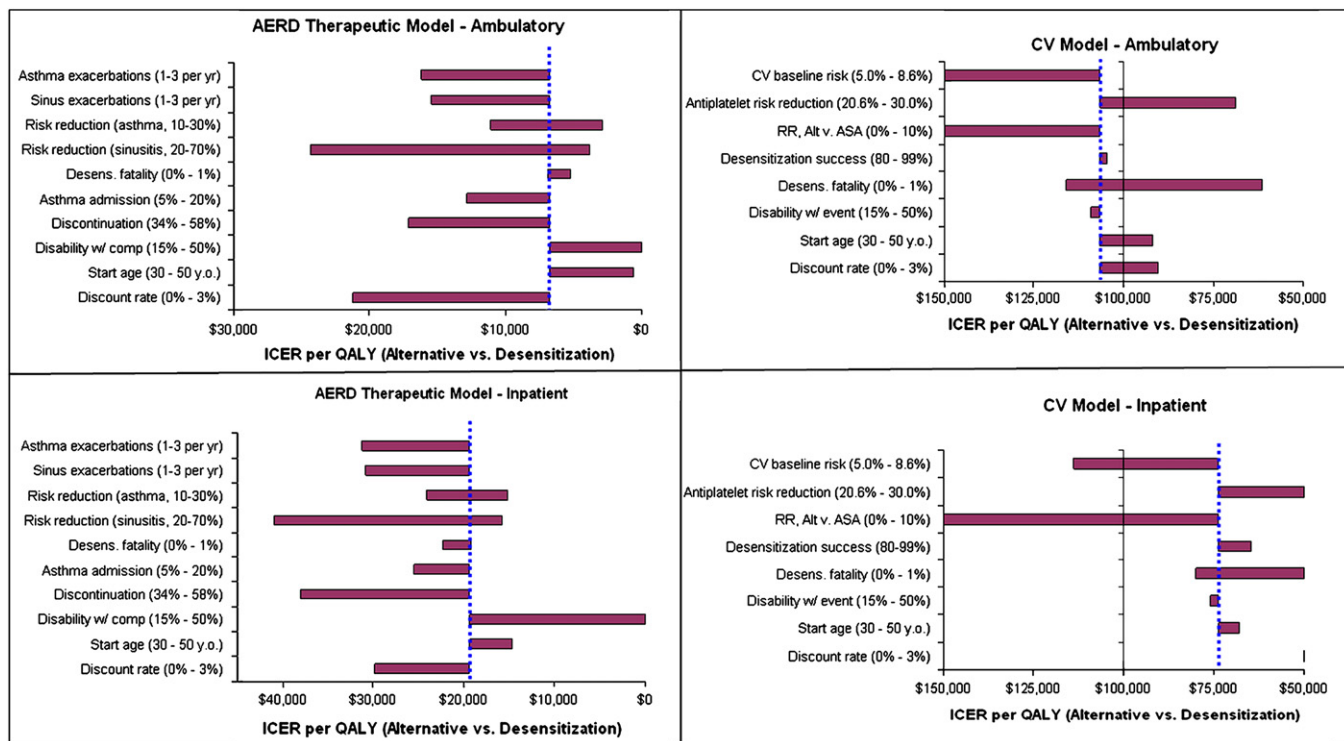 AERD Therapeutic Model - Ambulatory
Asthma exacerbations (1-3 per yr)
Sinus exacerbations (1-3 per year)
Risk reduction (asthma, 10-30%)
Risk reduction (sinusitis, 20-70%)
Desens. fatality (0% - 1%)
Asthma admission (5% - 20%)
Discontinuation (34% - 58%)
Disability w/ comp (15% - 50%)
Start age (30 - 50 y.o.)
Discount rate (0% - 3%)
$30,000 $20,000 $10,000 $0
ICER per QALY (Alternative vs. Desensitization)
CV Model - Ambulatory
CV baseline risk (5.0% - 8.6%)
Antiplatelet risk reduction (20.6% - 30.0%)
RR, Alt v. ASA (0% - 10%)
Desensitization success (80 - 99%)
Desens. fatality (0% - 1%)
Disability w/ event (15% - 50%)
Start age (30 - 50 y.o.)
Discount rate (0% - 3%)
$150,000 $125,000 $100,000 $75,000 $50,000
ICER per QALY (Alternative vs. Desensitization)
AERD Therapeutic Model - Inpatient
Asthma exacerbations (1-3 per yr)
Sinus exacerbations (1-3 per year)
Risk reduction (asthma, 10-30%)
Risk reduction (sinusitis, 20-70%)
Desens. fatality (0% - 1%)
Asthma admission (5% - 20%)
Discontinuation (34% - 58%)
Disability w/ comp (15% - 50%)
Start age (30 - 50 y.o.)
Discount rate (0% - 3%)
$40,000 $30,000 $20,000 $10,000 $0
ICER per QALY (Alternative vs. Desensitization)
CV Model - Inpatient
CV baseline risk (5.0% - 8.6%)
Antiplatelet risk reduction (20.6% - 30.0%)
RR, Alt v. ASA (0% - 10%)
Desensitization success (80-99%)
Desens. fatality (0% - 1%)
Disability w/ event (15% - 50%)
Start age (30 - 50 y.o.)
Discount rate (0% - 3%)
$150,000 $125,000 $100,000 $75,000 $50,000
ICER per QALY (Alternative vs. Desensitization)